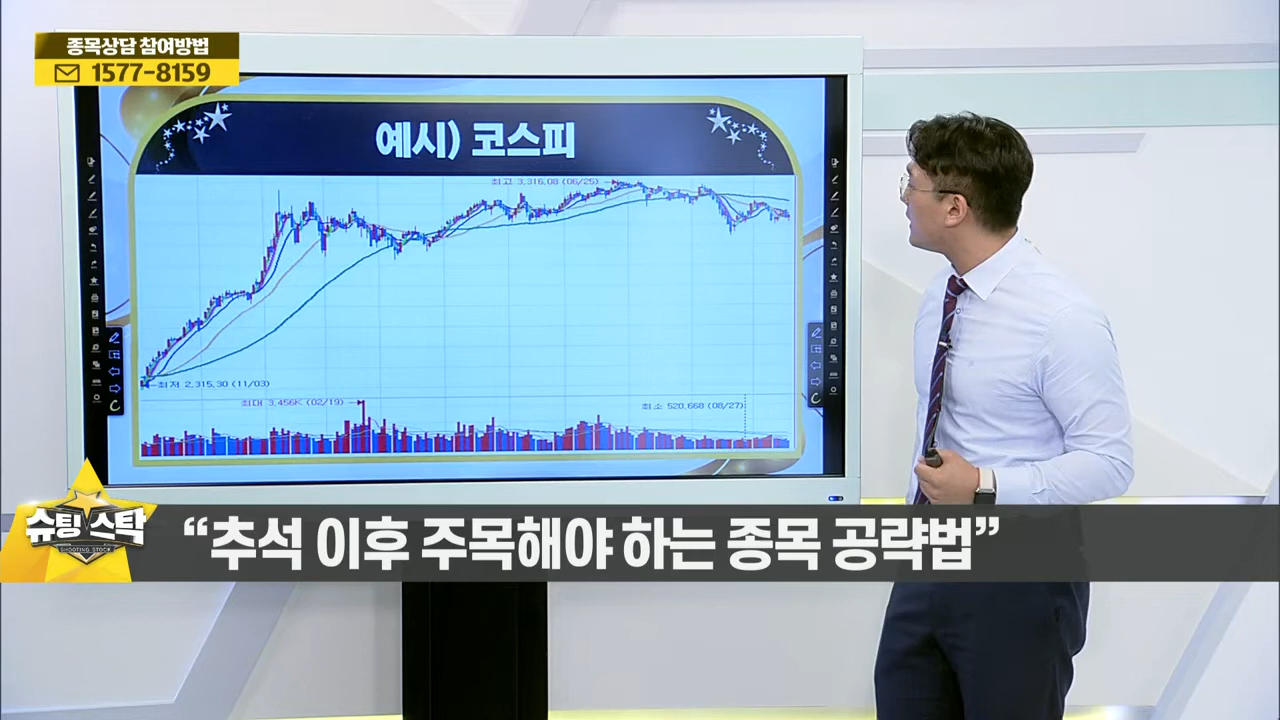 종목상담 참여방법
1577-8159
예시) 코스피
최고 3,316.08 (06/25)
최저 2,315.30 (11/03)
최대 3,456K (02/19)
최소 520,668 (08/27)
슈팅 스탁
SHOOTING STOCK
“추석 이후 주목해야 하는 종목 공략법”